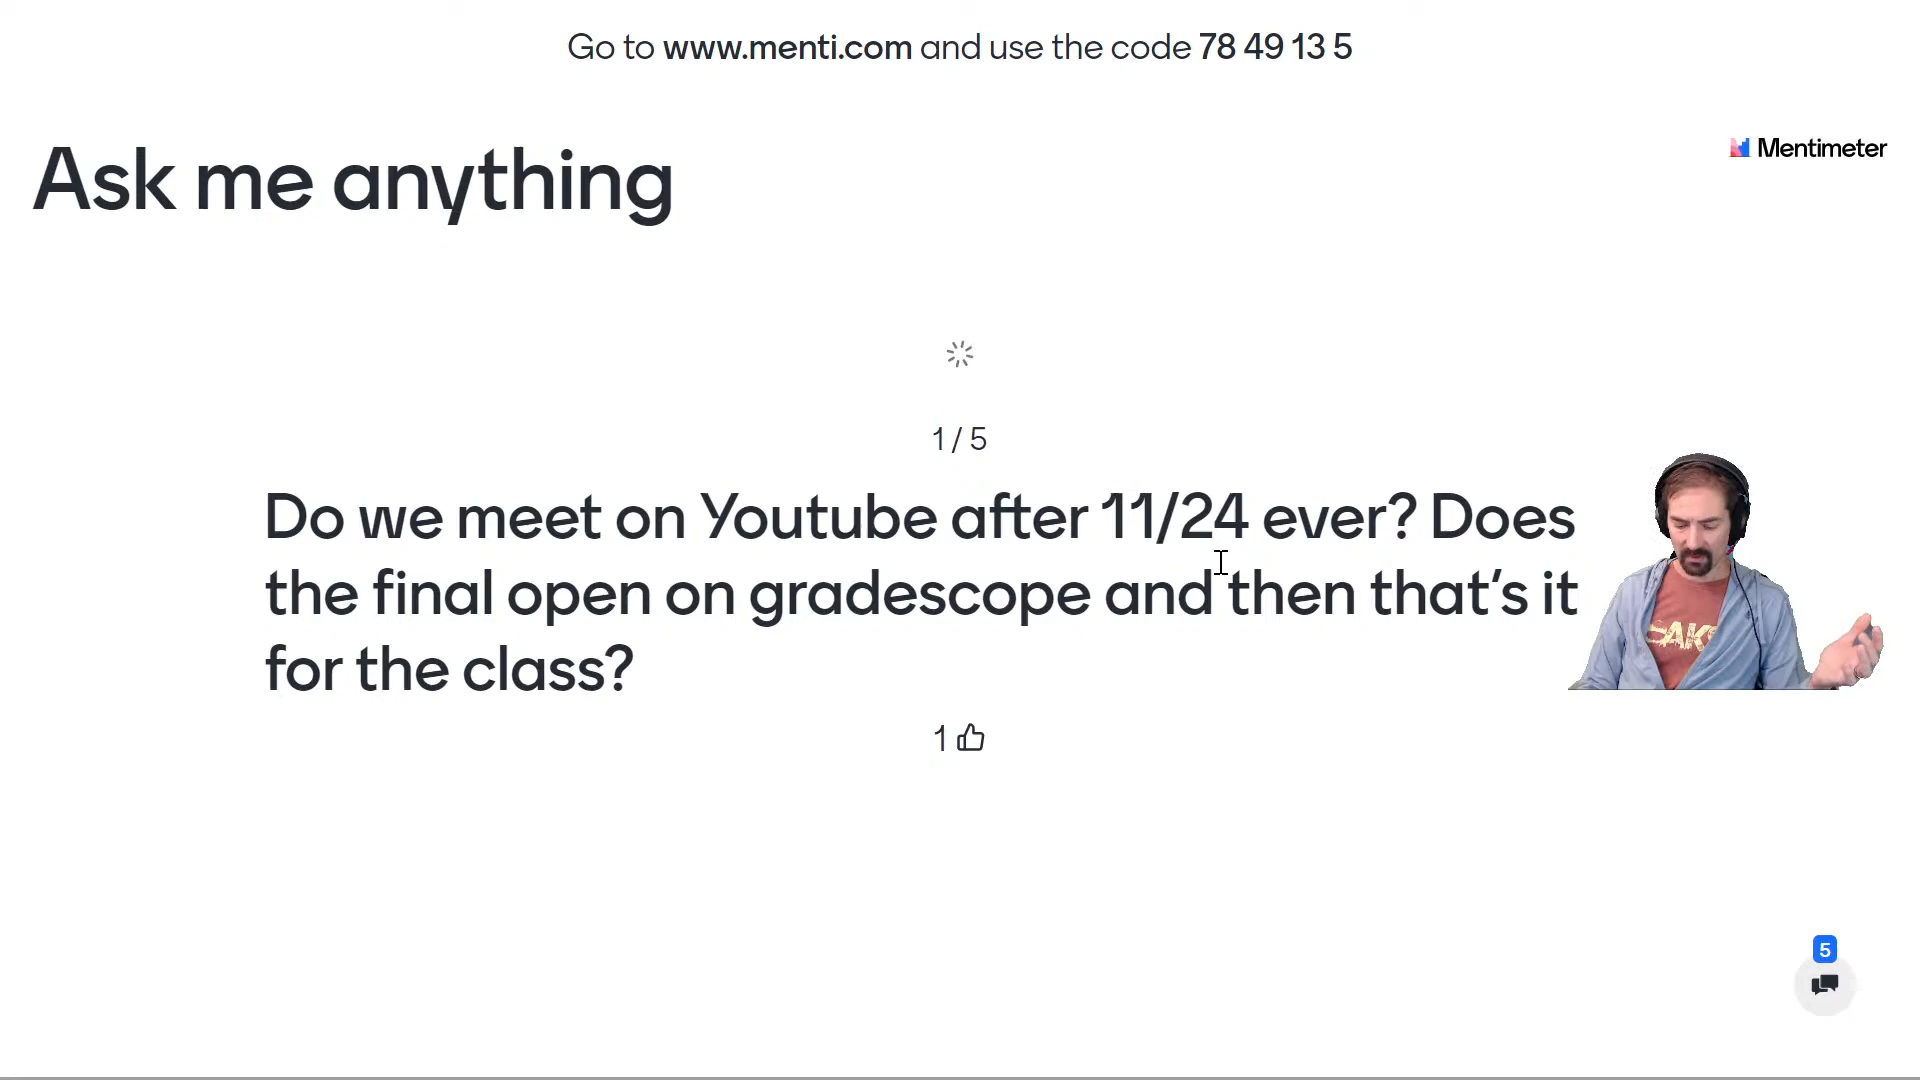 Go to www.menti.com and use the code 78 49 13 5
Ask me anything
Mentimeter
1 / 5
Do we meet on Youtube after 11/24 ever? Does
the final open on gradescope and then that’s it
for the class?
1
5